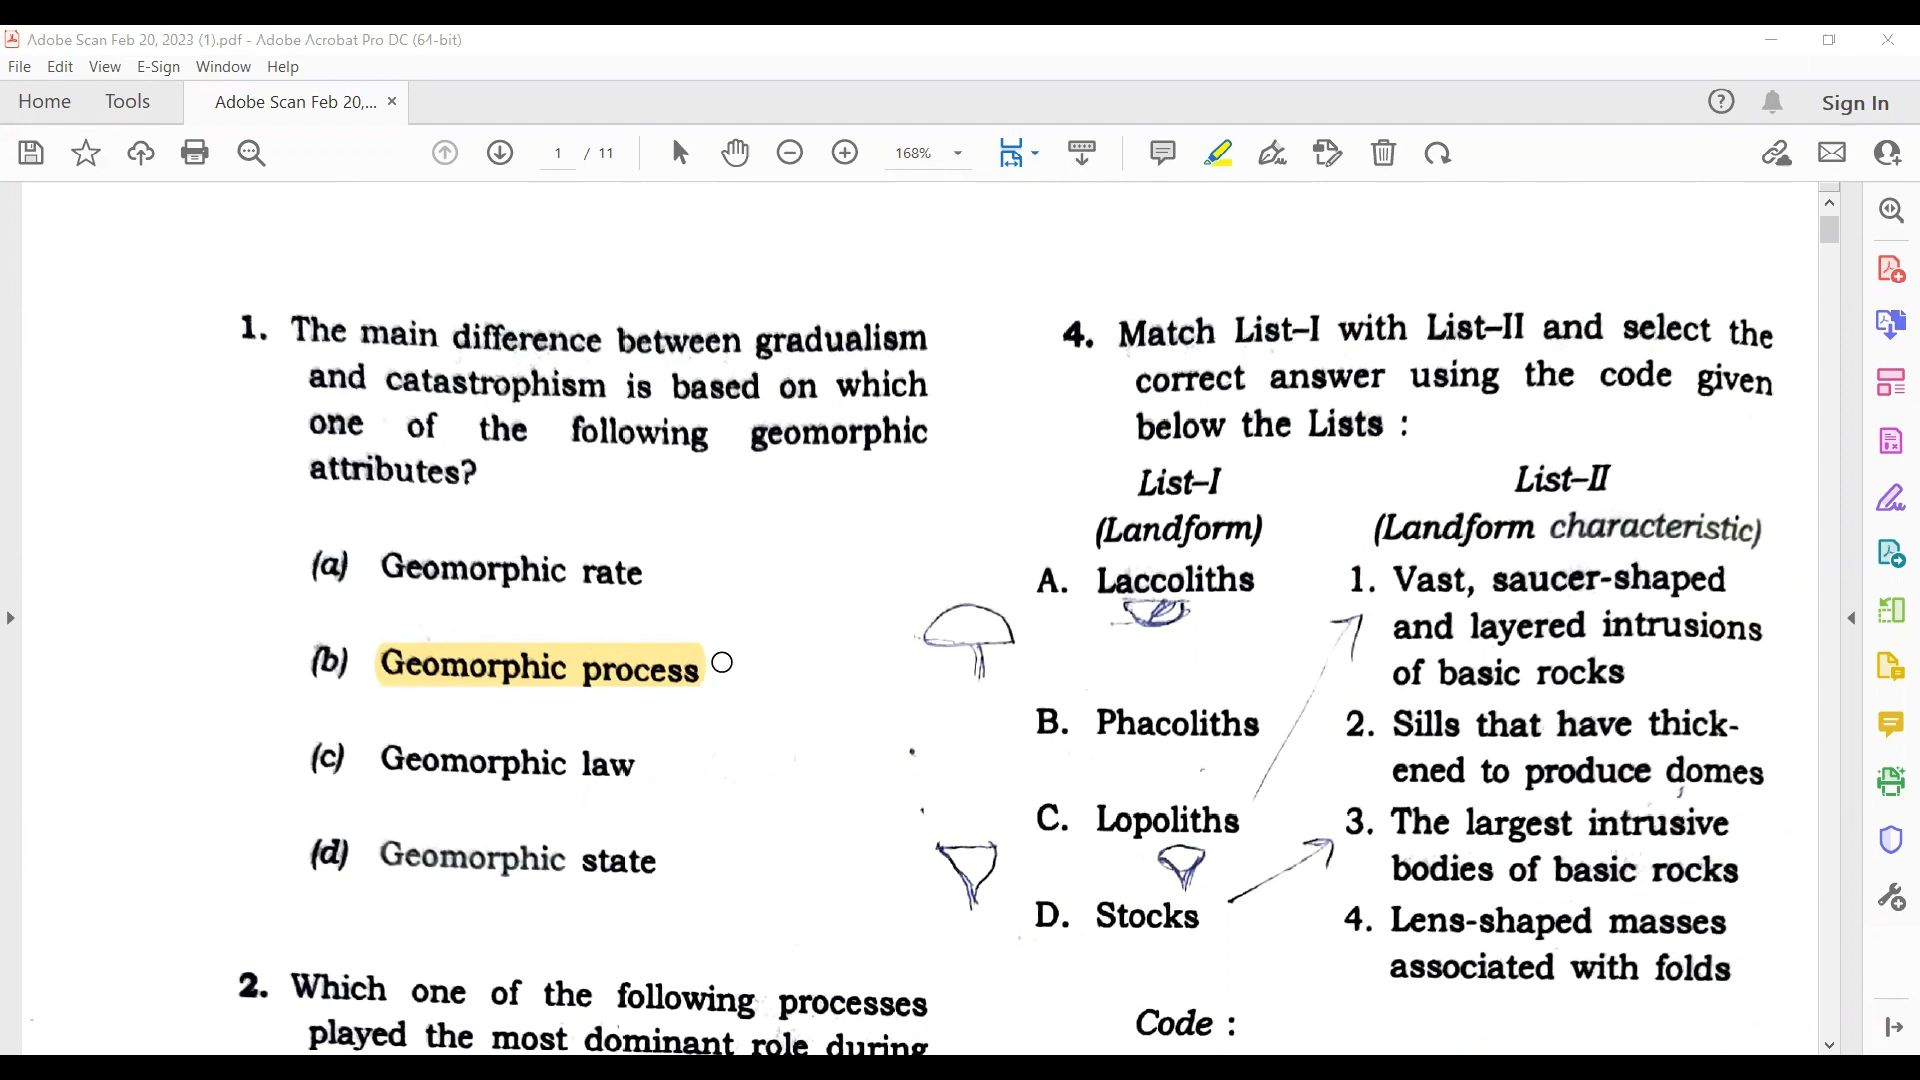 Adobe Scan Feb 20, 2023 (1).pdf - Adobe Acrobat Pro DC (64-bit)
File Edit View E-Sign Window Help
Home Tools Adobe Scan Feb 20,... × Sign In
1 / 11 168%
1. The main difference between gradualism
and catastrophism is based on which
one of the following geomorphic
attributes?
(a) Geomorphic rate
(b) Geomorphic process
(c) Geomorphic law
(d) Geomorphic state
2. Which one of the following processes
played the most dominant role during
4. Match List-I with List-II and select the
correct answer using the code given
below the Lists :
List-I List-II
(Landform) (Landform characteristic)
A. Laccoliths 1. Vast, saucer-shaped
and layered intrusions
of basic rocks
B. Phacoliths 2. Sills that have thick-
ened to produce domes
C. Lopoliths 3. The largest intrusive
bodies of basic rocks
D. Stocks 4. Lens-shaped masses
associated with folds
Code :